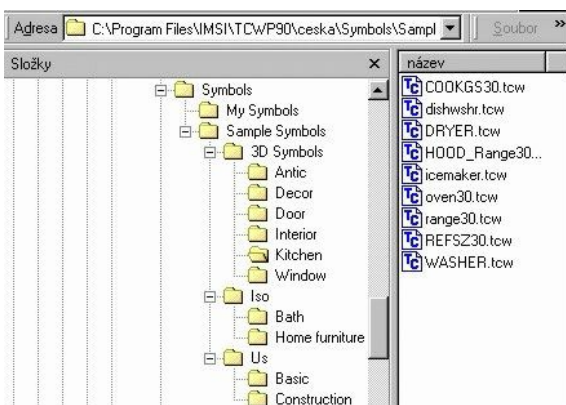 Adresa C:\Program Files\IMSI\TCWP90\ceska\Symbols\Sampl Soubor »
Složky
Symbols
My Symbols
Sample Symbols
3D Symbols
Antic
Decor
Door
Interior
Kitchen
Window
Iso
Bath
Home furniture
Us
Basic
Construction
název
COOKGS30.tcw
dishwshr.tcw
DRYER.tcw
HOOD_Range30...
icemaker.tcw
oven30.tcw
range30.tcw
REFSZ30.tcw
WASHER.tcw